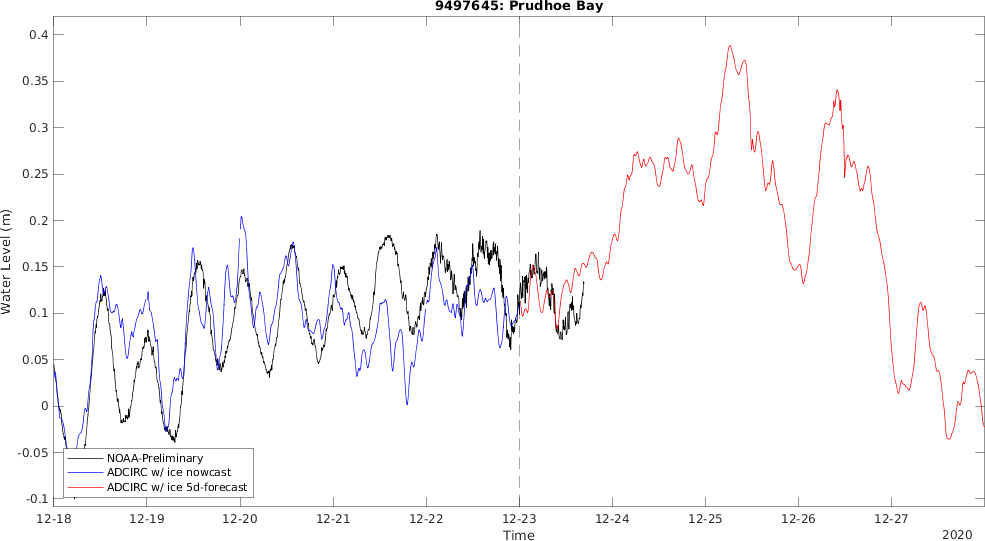 9497645: Prudhoe Bay
Water Level (m)
0.4
0.35
0.3
0.25
0.2
0.15
0.1
0.05
0
-0.05
-0.1
NOAA-Preliminary
ADCIRC w/ ice nowcast
ADCIRC w/ ice 5d-forecast
12-18 12-19 12-20 12-21 12-22 12-23 12-24 12-25 12-26 12-27
Time
2020